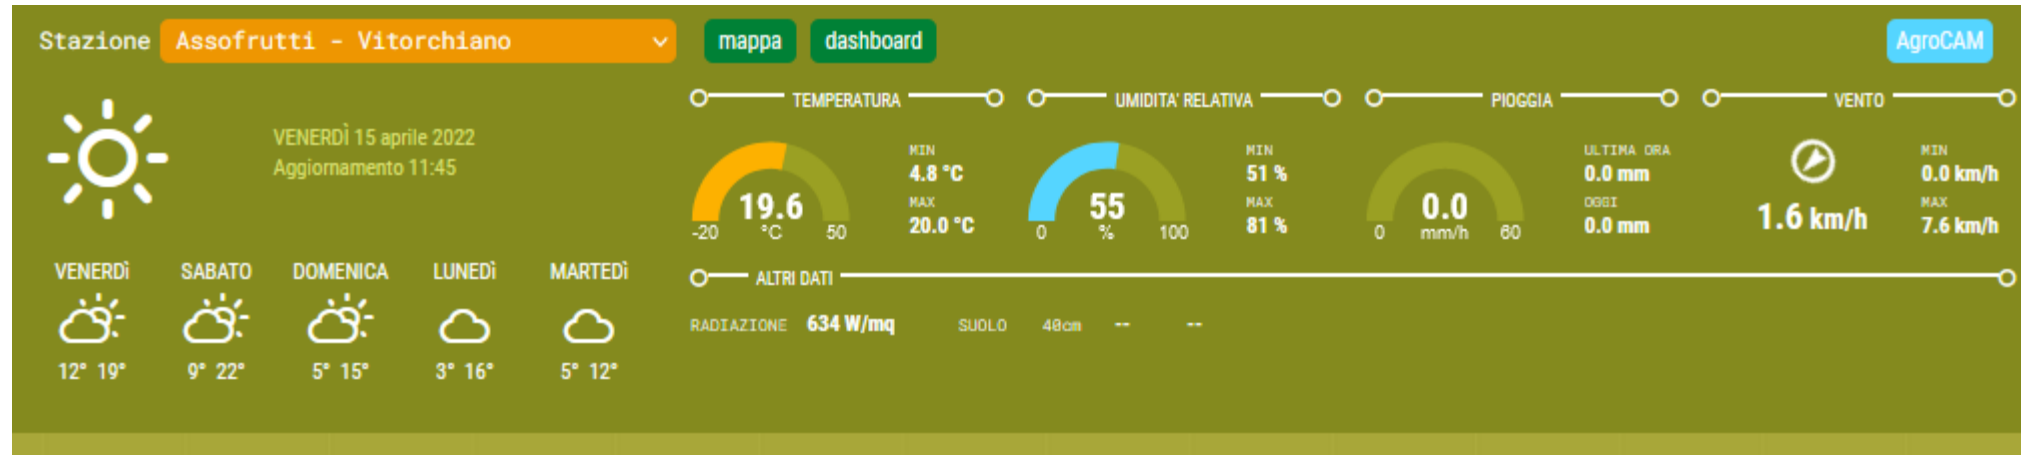 Stazione Assofrutti - Vitorchiano mappa dashboard AgroCAM
VENERDÌ 15 aprile 2022
Aggiornamento 11:45
TEMPERATURA
19.6
°C
-20 50
MIN
4.8 °C
MAX
20.0 °C
UMIDITA' RELATIVA
55
%
0 100
MIN
51 %
MAX
81 %
PIOGGIA
0.0
mm/h
0 60
ULTIMA ORA
0.0 mm
OGGI
0.0 mm
VENTO
1.6 km/h
MIN
0.0 km/h
MAX
7.6 km/h
VENERDì SABATO DOMENICA LUNEDì MARTEDì
12° 19° 9° 22° 5° 15° 3° 16° 5° 12°
ALTRI DATI
RADIAZIONE 634 W/mq SUOLO 40cm -- --